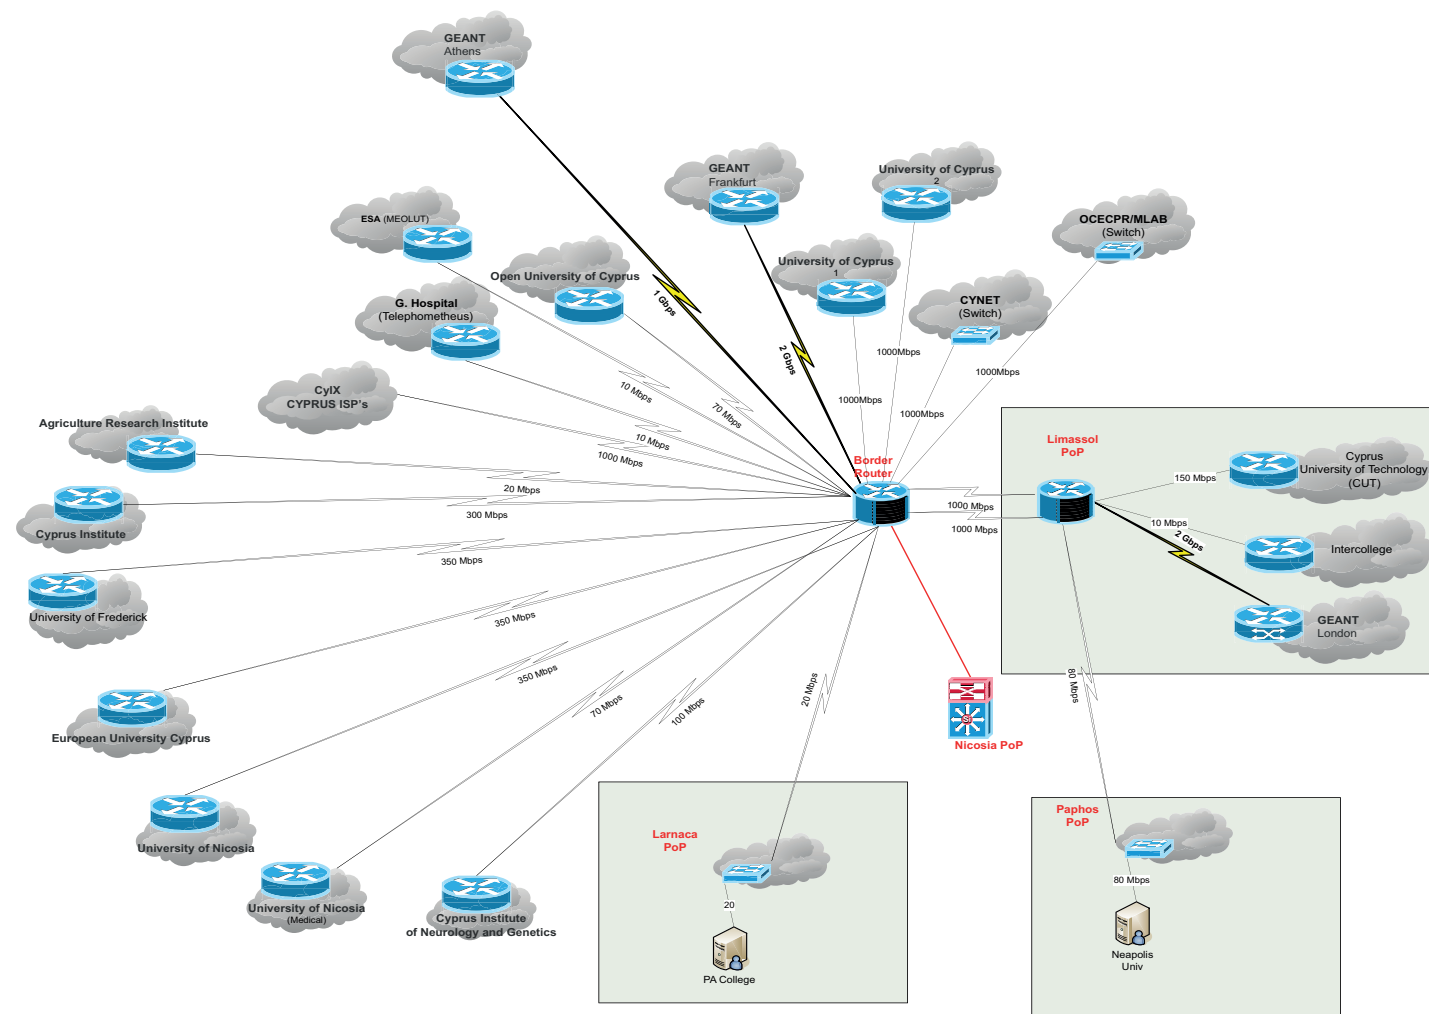 GEANT
Athens
GEANT
Frankfurt
University of Cyprus
2
ESA (MEOLUT)
OCECPR/MLAB
(Switch)
Open University of Cyprus
University of Cyprus
1
1 Gbps
G. Hospital
(Telephometheus)
CYNET
(Switch)
2 Gbps
1000Mbps
1000Mbps
10 Mbps
70 Mbps
1000Mbps
1000Mbps
CyIX
CYPRUS ISP's
Agriculture Research Institute
10 Mbps
1000 Mbps
Border
Router
Limassol
PoP
Cyprus
University of Technology
(CUT)
150 Mbps
20 Mbps
300 Mbps
1000 Mbps
1000 Mbps
10 Mbps
2 Gbps
Cyprus Institute
Intercollege
350 Mbps
University of Frederick
350 Mbps
GEANT
London
350 Mbps
70 Mbps
100 Mbps
20 Mbps
80 Mbps
European University Cyprus
Nicosia PoP
Larnaca
PoP
Paphos
PoP
University of Nicosia
80 Mbps
University of Nicosia
(Medical)
Cyprus Institute
of Neurology and Genetics
20
PA College
Neapolis
Univ
Si